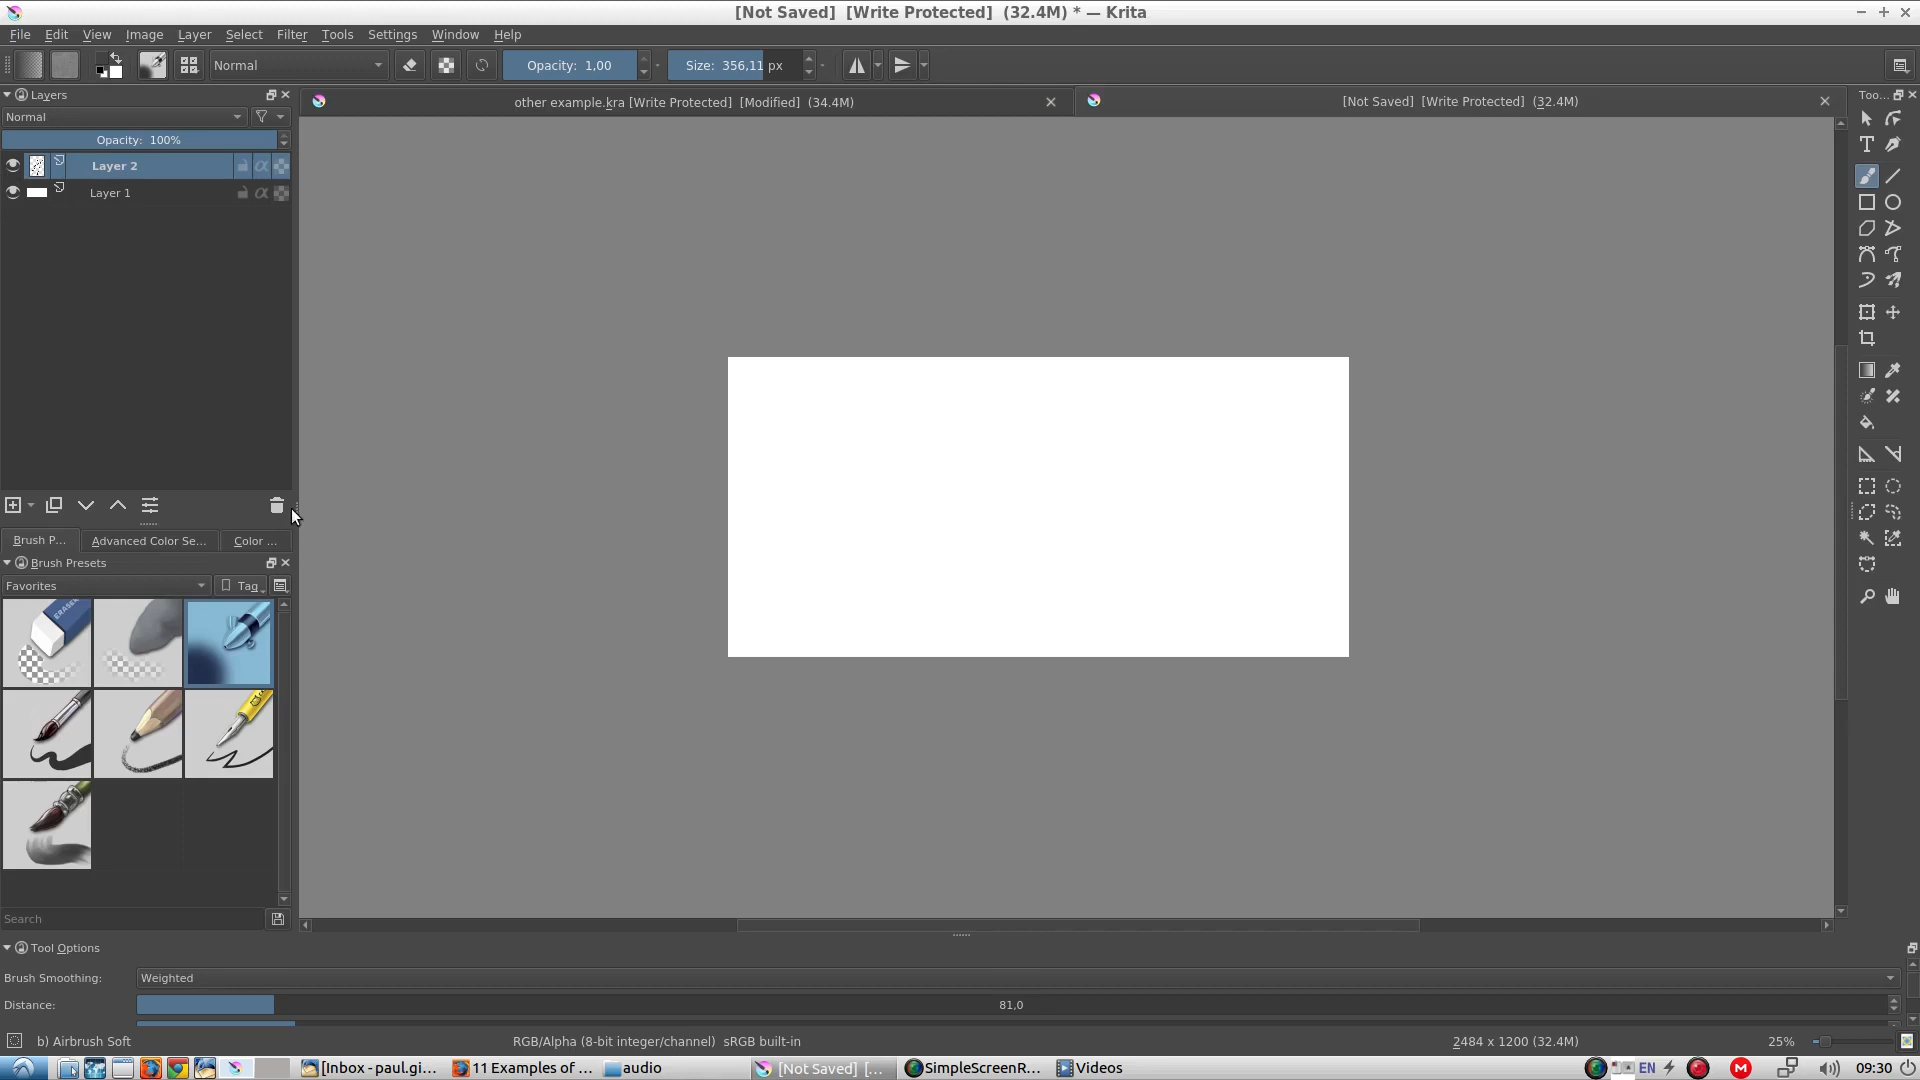 [Not Saved]  [Write Protected]  (32.4M) * — Krita
File Edit View Image Layer Select Filter Tools Settings Window Help
Normal Opacity: 1,00 Size: 356,11 px
Layers
other example.kra [Write Protected]  [Modified]  (34.4M)
[Not Saved]  [Write Protected]  (32.4M)
Too...
Normal
Opacity: 100%
Layer 2
Layer 1
Brush P... Advanced Color Se... Color ...
Brush Presets
Favorites Tag
ERASER
Search
Tool Options
Brush Smoothing: Weighted
Distance: 81,0
b) Airbrush Soft RGB/Alpha (8-bit integer/channel)  sRGB built-in 2484 x 1200 (32.4M) 25%
[Inbox - paul.gi... 11 Examples of ... audio [Not Saved]  [... SimpleScreenR... Videos EN M 09:30